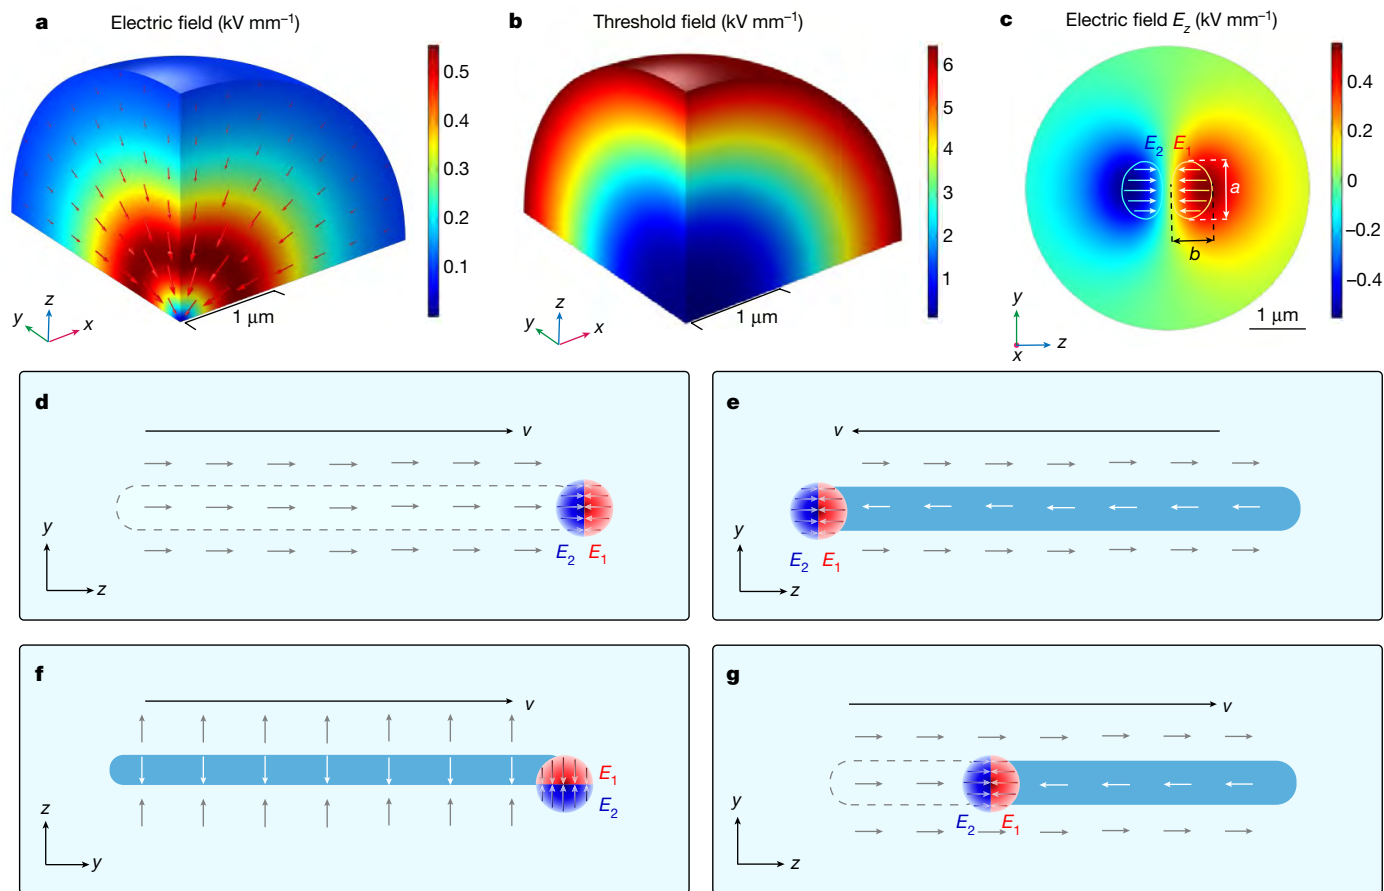 a Electric field (kV mm⁻¹)
0.5
0.4
0.3
0.2
0.1
1 μm
z
y
x
b Threshold field (kV mm⁻¹)
6
5
4
3
2
1
1 μm
z
y
x
c Electric field E_z (kV mm⁻¹)
0.4
0.2
0
−0.2
−0.4
E₂ E₁
a
b
1 μm
y
x
z
d
v
E₂ E₁
y
z
e
v
E₂ E₁
y
z
f
v
E₁
E₂
z
y
g
v
E₂ E₁
y
z